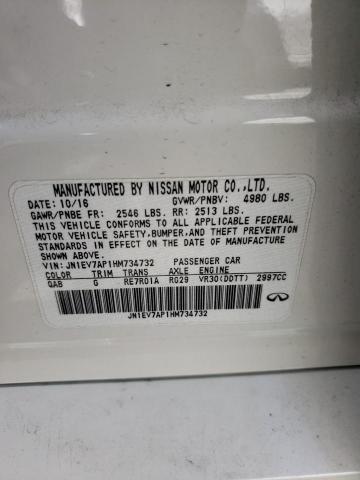 MANUFACTURED BY NISSAN MOTOR CO.,LTD.
DATE: 10/16 GVWR/PNBV: 4980 LBS.
GAWR/PNBE FR: 2546 LBS. RR: 2513 LBS.
THIS VEHICLE CONFORMS TO ALL APPLICABLE FEDERAL
MOTOR VEHICLE SAFETY, BUMPER, AND THEFT PREVENTION
STANDARDS IN EFFECT ON THE DATE OF MANUFACTURE
SHOWN ABOVE.
VIN: JN1EV7AP1HM734732 PASSENGER CAR
COLOR TRIM TRANS AXLE ENGINE
QAB G RE7R01A RG29 VR30(DDTT) 2997CC
JN1EV7AP1HM734732